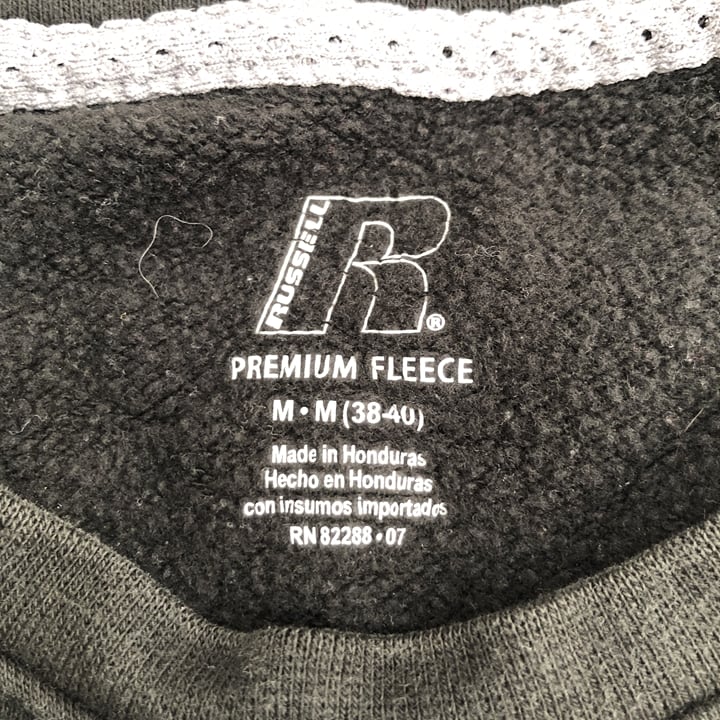 RUSSELL
R®
PREMIUM FLEECE
M • M (38-40)
Made in Honduras
Hecho en Honduras
con insumos importados
RN 82288 • 07